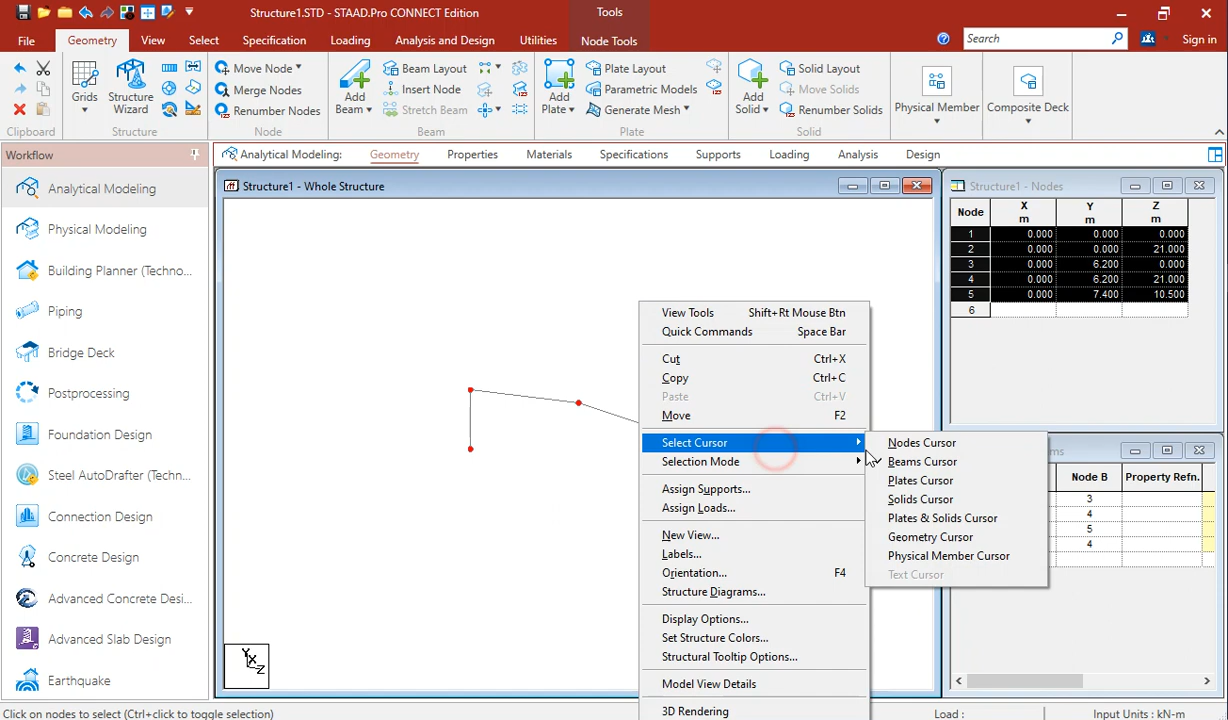 Structure1.STD - STAAD.Pro CONNECT Edition
Tools
File
Geometry
View
Select
Specification
Loading
Analysis and Design
Utilities
Node Tools
Search
Sign in
Grids
Structure Wizard
Move Node
Merge Nodes
Renumber Nodes
Add Beam
Beam Layout
Insert Node
Stretch Beam
Add Plate
Plate Layout
Parametric Models
Generate Mesh
Add Solid
Solid Layout
Move Solids
Renumber Solids
Physical Member
Composite Deck
Clipboard
Structure
Node
Beam
Plate
Solid
Workflow
Analytical Modeling:
Geometry
Properties
Materials
Specifications
Supports
Loading
Analysis
Design
Analytical Modeling
Physical Modeling
Building Planner (Techno...
Piping
Bridge Deck
Postprocessing
Foundation Design
Steel AutoDrafter (Technol...
Connection Design
Concrete Design
Advanced Concrete Desi...
Advanced Slab Design
Earthquake
Structure1 - Whole Structure
Y
X
Z
View Tools Shift+Rt Mouse Btn
Quick Commands Space Bar
Cut Ctrl+X
Copy Ctrl+C
Paste Ctrl+V
Move F2
Select Cursor
Selection Mode
Assign Supports...
Assign Loads...
New View...
Labels...
Orientation... F4
Structure Diagrams...
Display Options...
Set Structure Colors...
Structural Tooltip Options...
Model View Details
3D Rendering
Nodes Cursor
Beams Cursor
Plates Cursor
Solids Cursor
Plates & Solids Cursor
Geometry Cursor
Physical Member Cursor
Text Cursor
Structure1 - Nodes
Node X m Y m Z m
1 0.000 0.000 0.000
2 0.000 0.000 21.000
3 0.000 6.200 0.000
4 0.000 6.200 21.000
5 0.000 7.400 10.500
6
ms
Node B Property Refn.
3
4
5
4
Click on nodes to select (Ctrl+click to toggle selection)
Load :
Input Units : kN-m